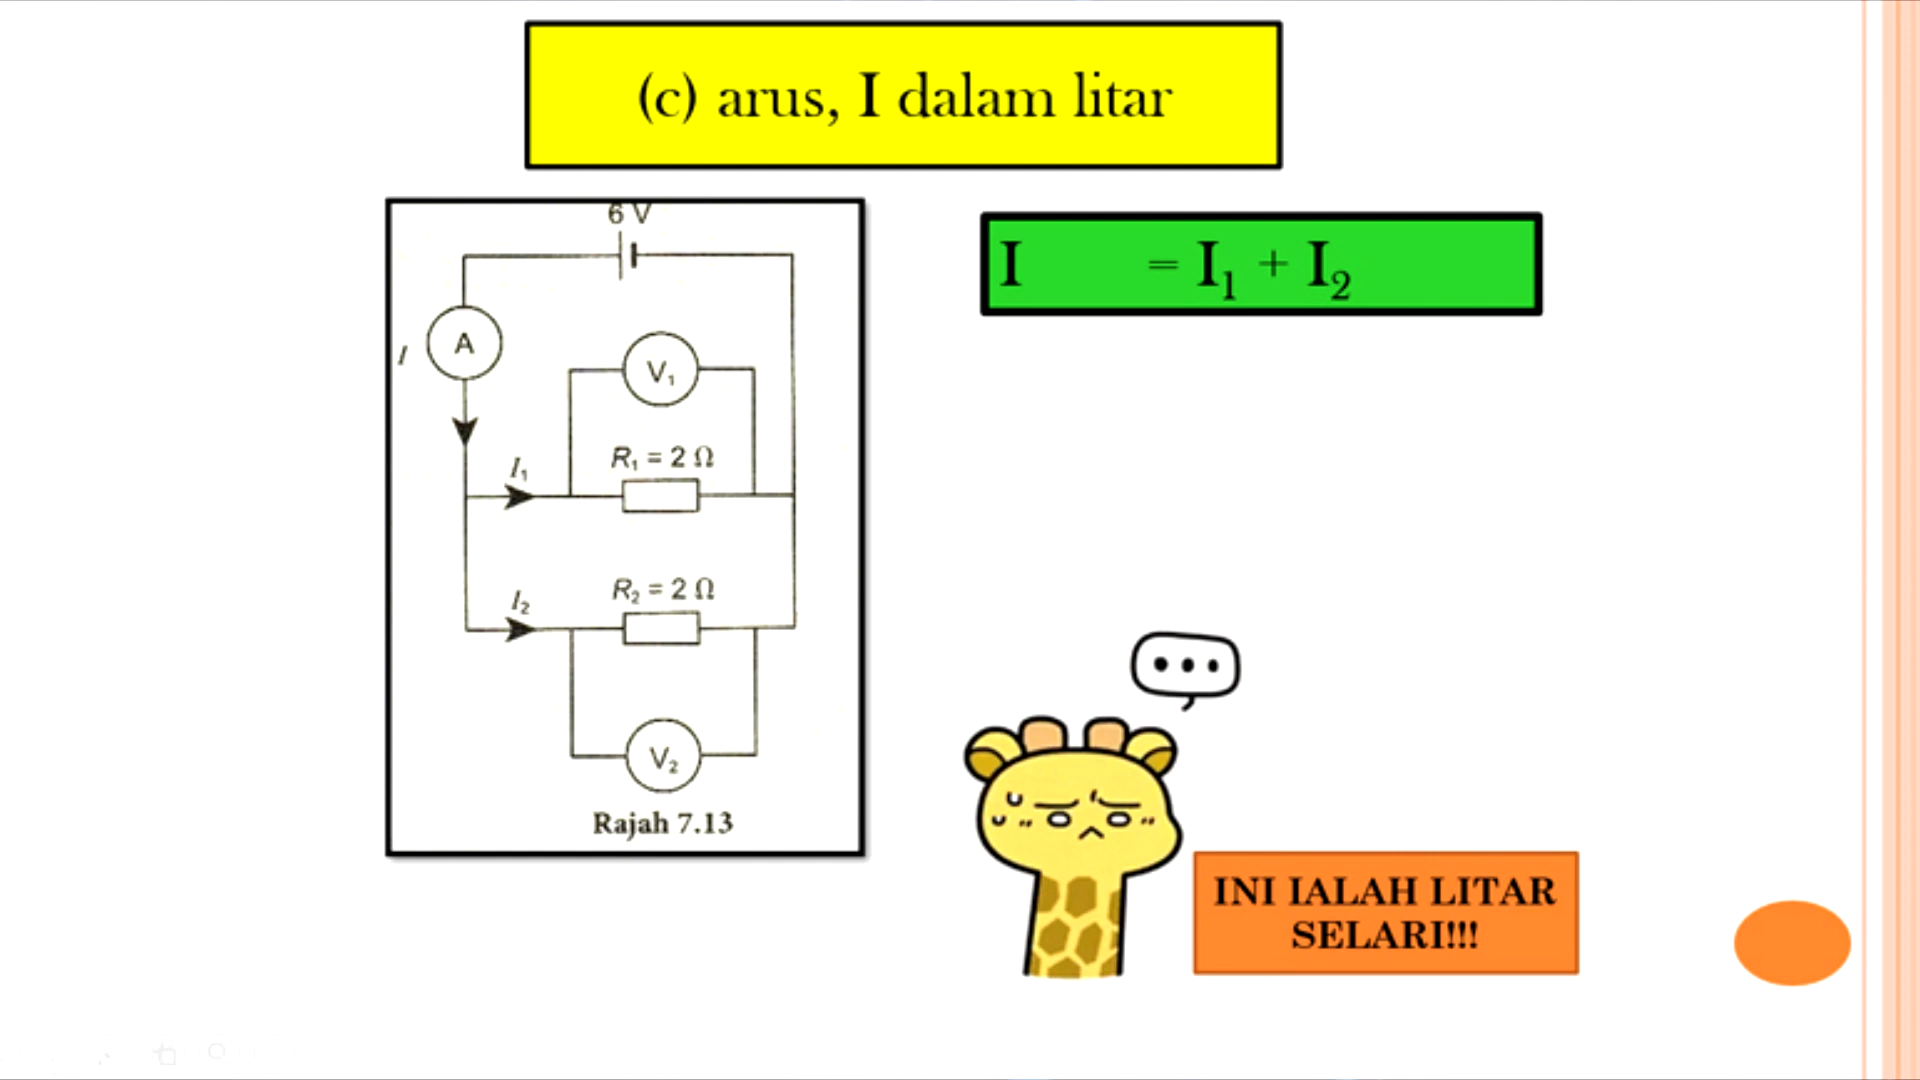 (c) arus, I dalam litar
6 V
I = I₁ + I₂
A
I
V₁
R₁ = 2 Ω
I₁
R₂ = 2 Ω
I₂
V₂
Rajah 7.13
INI IALAH LITAR
SELARI!!!